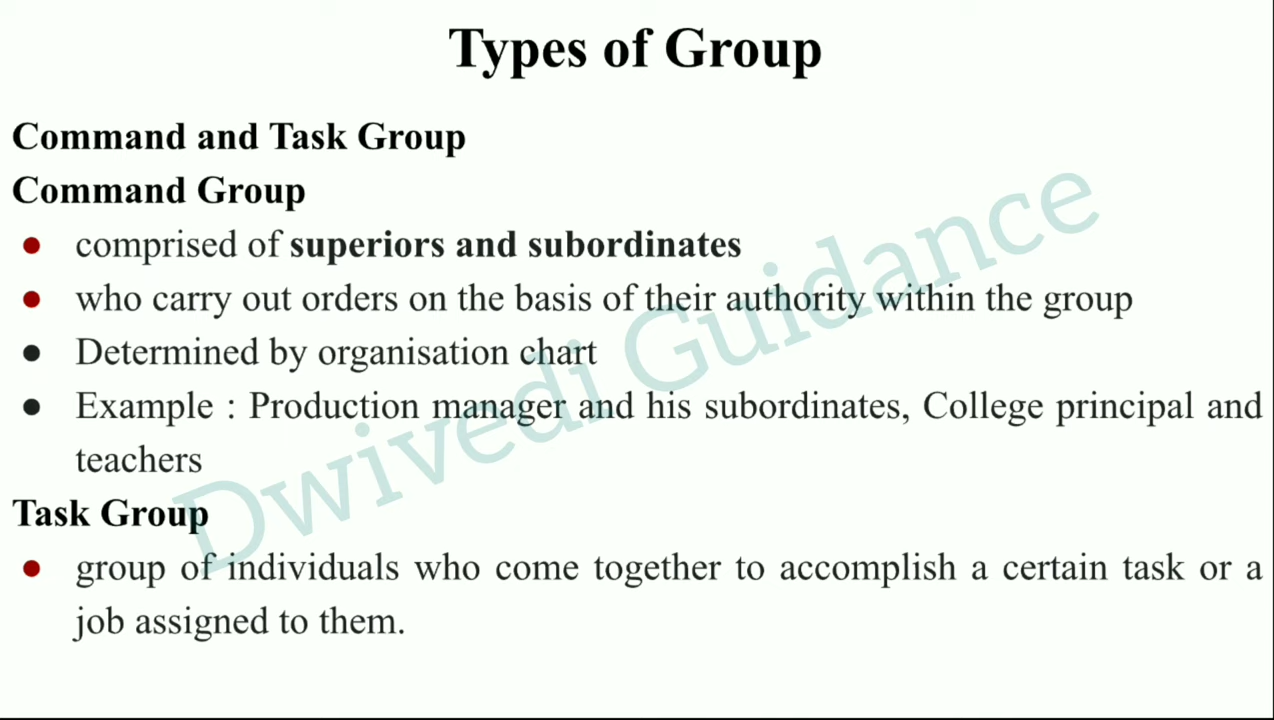 Types of Group
Command and Task Group
Command Group
● comprised of superiors and subordinates
● who carry out orders on the basis of their authority within the group
● Determined by organisation chart
● Example : Production manager and his subordinates, College principal and
teachers
Task Group
● group of individuals who come together to accomplish a certain task or a
job assigned to them.
Dwivedi Guidance